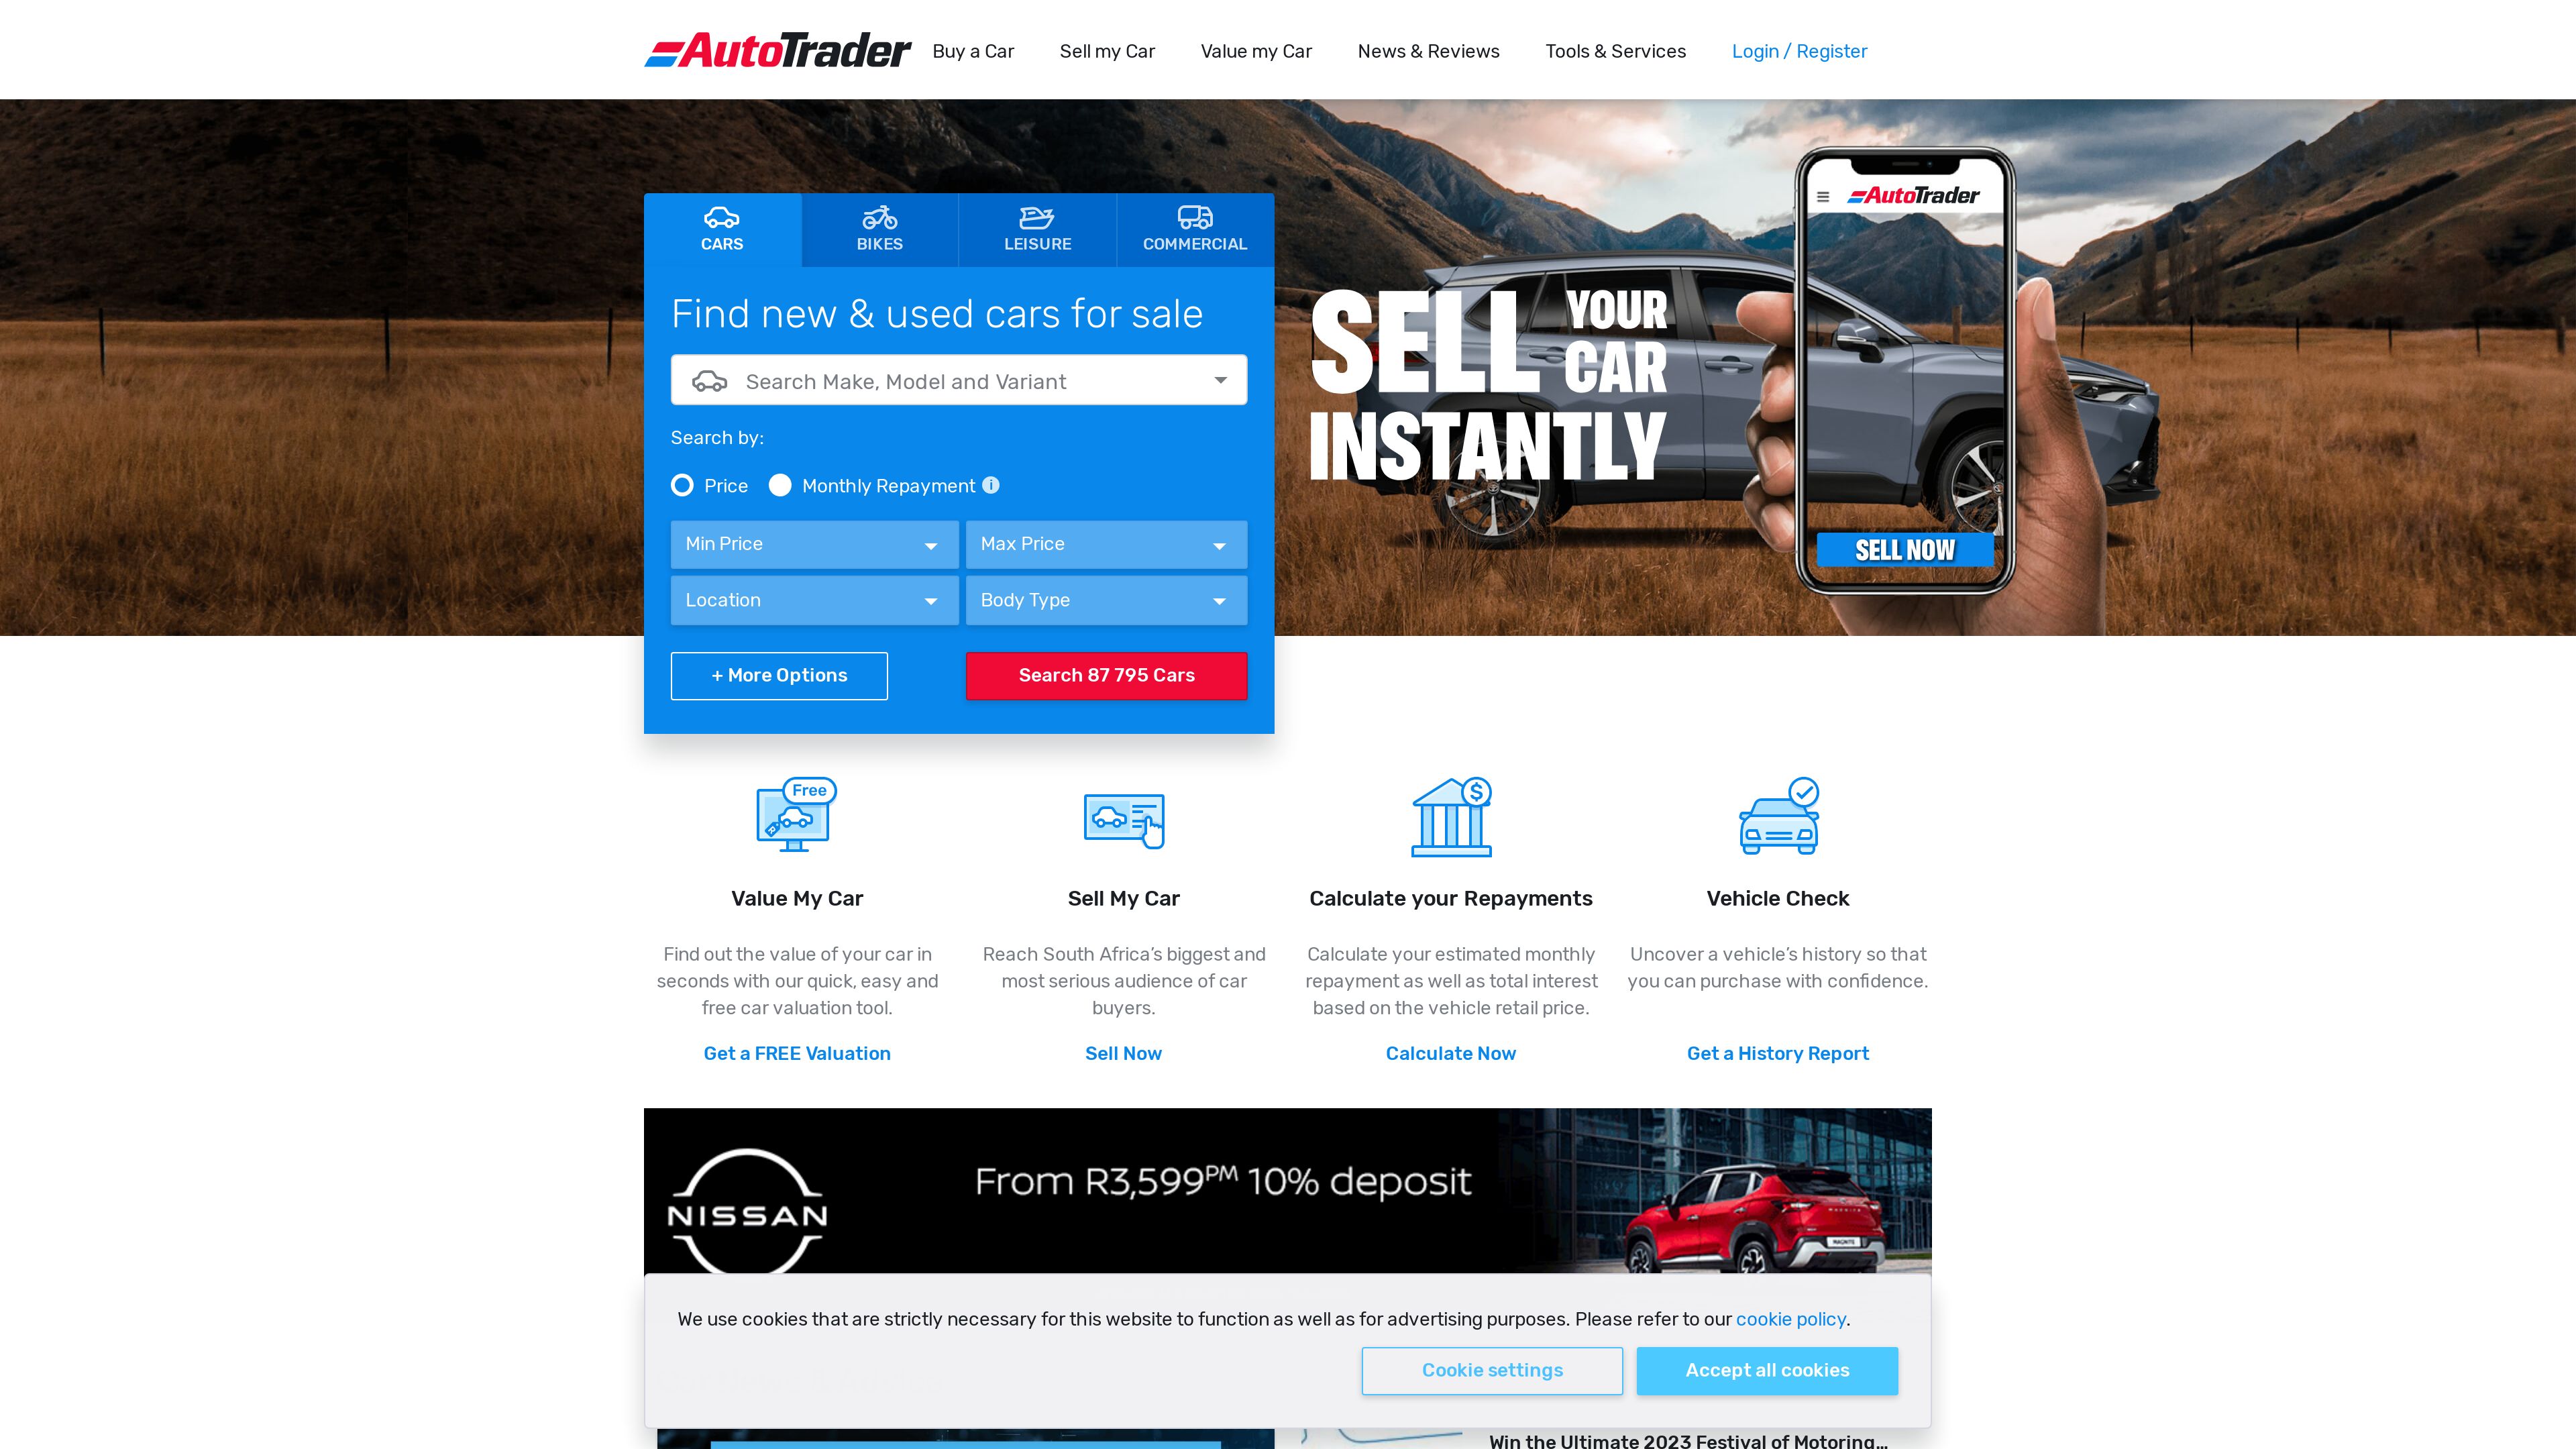 AutoTrader
Buy a Car
Sell my Car
Value my Car
News & Reviews
Tools & Services
Login / Register
CARS
BIKES
LEISURE
COMMERCIAL
Find new & used cars for sale
Search Make, Model and Variant
Search by:
Price
Monthly Repayment
i
Min Price
Max Price
Location
Body Type
+ More Options
Search 87 795 Cars
SELL YOUR CAR
INSTANTLY
AutoTrader
SELL NOW
Free
Value My Car
Find out the value of your car in
seconds with our quick, easy and
free car valuation tool.
Get a FREE Valuation
Sell My Car
Reach South Africa’s biggest and
most serious audience of car
buyers.
Sell Now
$
Calculate your Repayments
Calculate your estimated monthly
repayment as well as total interest
based on the vehicle retail price.
Calculate Now
Vehicle Check
Uncover a vehicle’s history so that
you can purchase with confidence.
Get a History Report
NISSAN
From R3,599PM 10% deposit
MAGNITE
We use cookies that are strictly necessary for this website to function as well as for advertising purposes. Please refer to our cookie policy.
Cookie settings
Accept all cookies
Win the Ultimate 2023 Festival of Motoring...